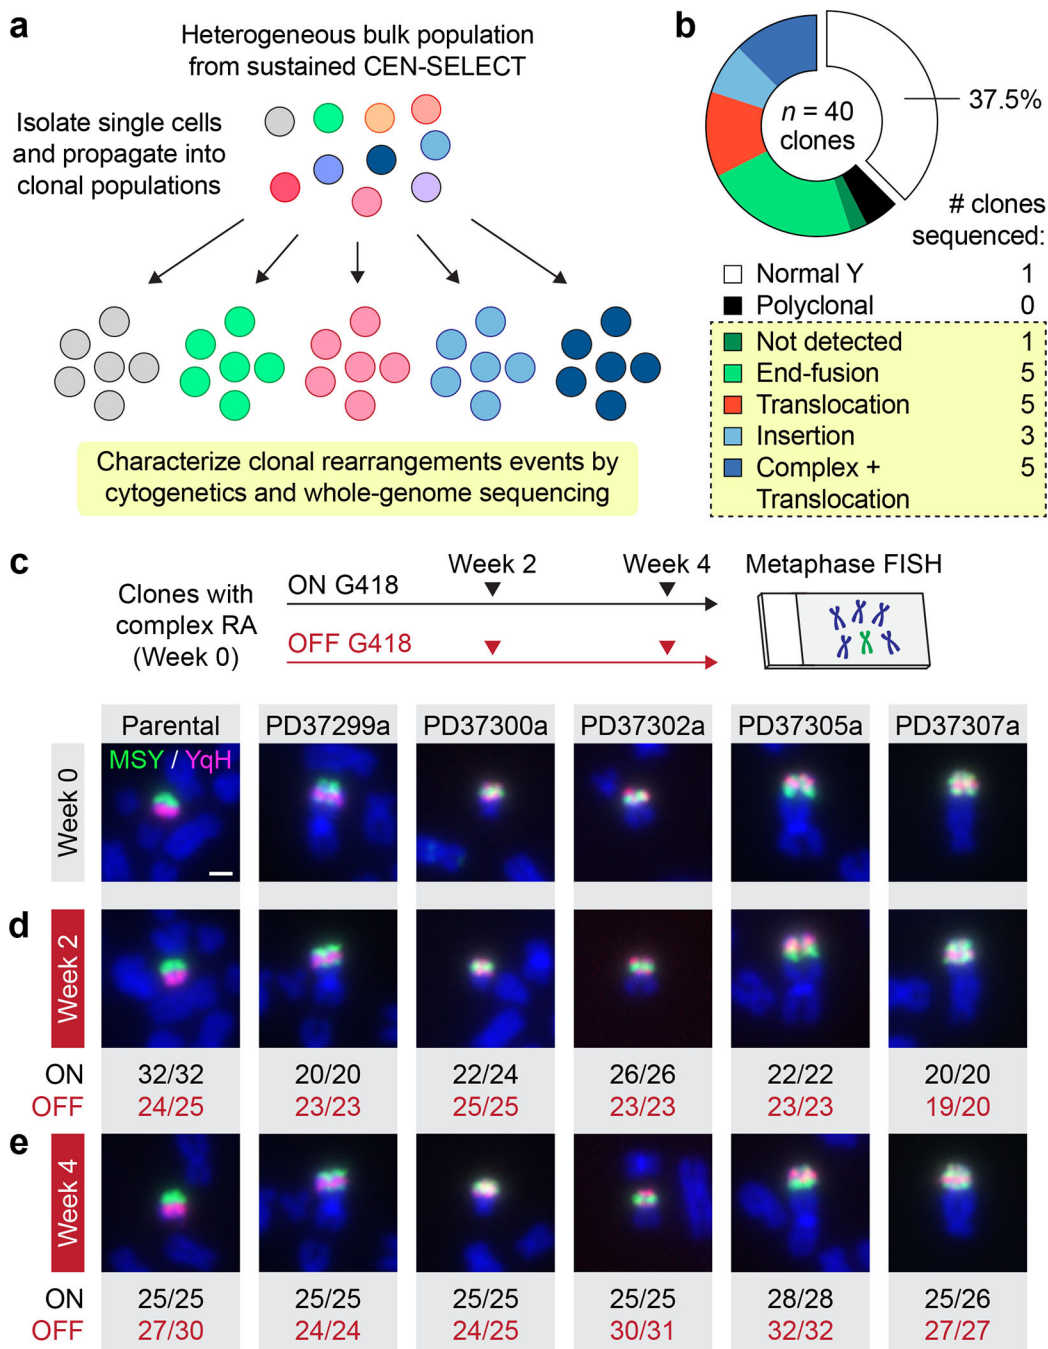 a
Heterogeneous bulk population
from sustained CEN-SELECT
Isolate single cells
and propagate into
clonal populations
Characterize clonal rearrangements events by
cytogenetics and whole-genome sequencing
b
n = 40
clones
37.5%
# clones
sequenced:
Normal Y 1
Polyclonal 0
Not detected 1
End-fusion 5
Translocation 5
Insertion 3
Complex + 5
Translocation
c
Clones with
complex RA
(Week 0)
ON G418
OFF G418
Week 2
Week 4
Metaphase FISH
Parental PD37299a PD37300a PD37302a PD37305a PD37307a
MSY / YqH
Week 0
d
Week 2
ON 32/32 20/20 22/24 26/26 22/22 20/20
OFF 24/25 23/23 25/25 23/23 23/23 19/20
e
Week 4
ON 25/25 25/25 25/25 25/25 28/28 25/26
OFF 27/30 24/24 24/25 30/31 32/32 27/27